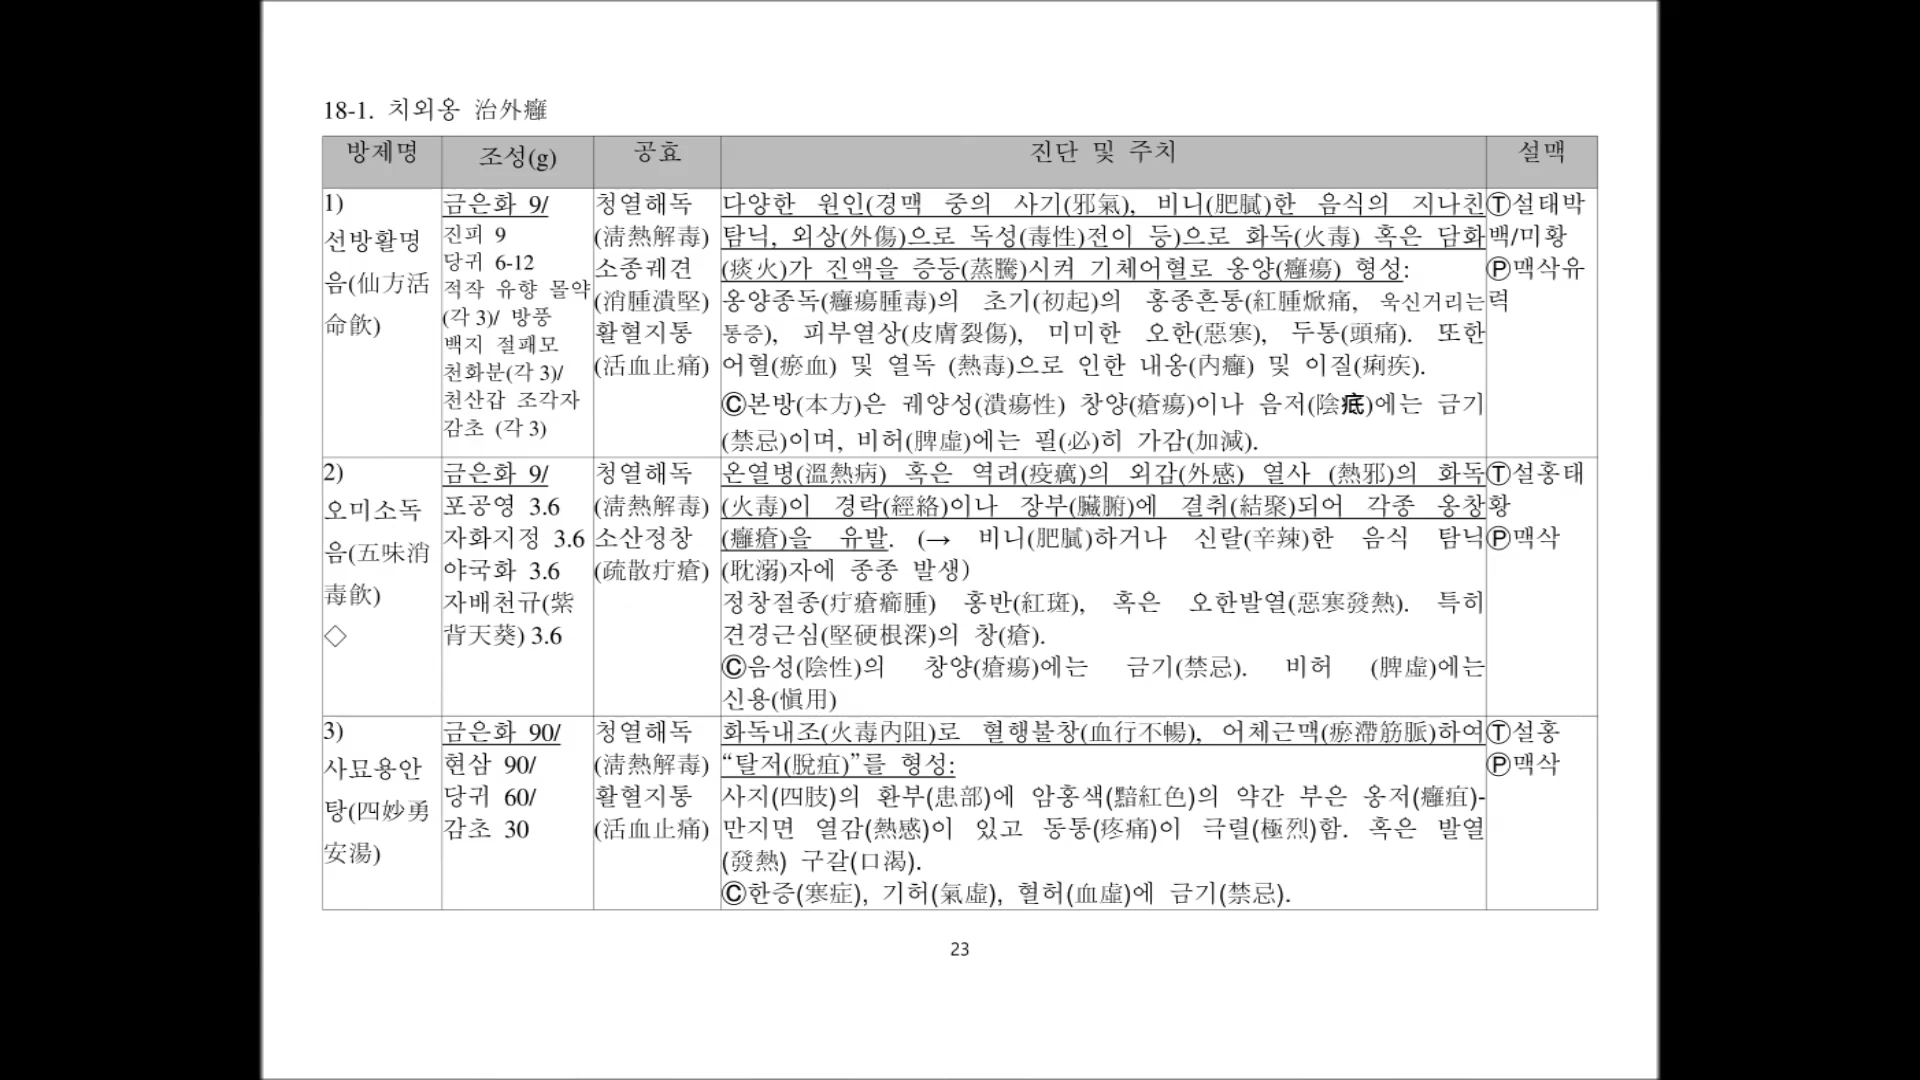 18-1. 치외옹 治外癰
방제명
조성(g)
공효
진단 및 주치
설맥
1)
선방활명
음(仙方活
命飮)
금은화 9/
진피 9
당귀 6-12
적작 유향 몰약
(각 3)/ 방풍
백지 절패모
천화분(각 3)/
천산갑 조각자
감초 (각 3)
청열해독
(淸熱解毒)
소종궤견
(消腫潰堅)
활혈지통
(活血止痛)
다양한 원인(경맥 중의 사기(邪氣), 비니(肥膩)한 음식의 지나친
탐닉, 외상(外傷)으로 독성(毒性)전이 등)으로 화독(火毒) 혹은 담화
(痰火)가 진액을 증등(蒸騰)시켜 기체어혈로 옹양(癰瘍) 형성:
옹양종독(癰瘍腫毒)의 초기(初起)의 홍종흔통(紅腫焮痛, 욱신거리는
통증), 피부열상(皮膚裂傷), 미미한 오한(惡寒), 두통(頭痛). 또한
어혈(瘀血) 및 열독 (熱毒)으로 인한 내옹(內癰) 및 이질(痢疾).
Ⓒ본방(本方)은 궤양성(潰瘍性) 창양(瘡瘍)이나 음저(陰疷)에는 금기
(禁忌)이며, 비허(脾虛)에는 필(必)히 가감(加減).
Ⓣ설태박
백/미황
Ⓟ맥삭유
력
2)
오미소독
음(五味消
毒飮)
◇
금은화 9/
포공영 3.6
자화지정 3.6
야국화 3.6
자배천규(紫
背天葵) 3.6
청열해독
(淸熱解毒)
소산정창
(疏散疔瘡)
온열병(溫熱病) 혹은 역려(疫癘)의 외감(外感) 열사 (熱邪)의 화독
(火毒)이 경락(經絡)이나 장부(臟腑)에 결취(結聚)되어 각종 옹창
(癰瘡)을 유발. (→ 비니(肥膩)하거나 신랄(辛辣)한 음식 탐닉
(耽溺)자에 종종 발생)
정창절종(疔瘡癤腫) 홍반(紅斑), 혹은 오한발열(惡寒發熱). 특히
견경근심(堅硬根深)의 창(瘡).
Ⓒ음성(陰性)의 창양(瘡瘍)에는 금기(禁忌). 비허 (脾虛)에는
신용(愼用)
Ⓣ설홍태
황
Ⓟ맥삭
3)
사묘용안
탕(四妙勇
安湯)
금은화 90/
현삼 90/
당귀 60/
감초 30
청열해독
(淸熱解毒)
활혈지통
(活血止痛)
화독내조(火毒內阻)로 혈행불창(血行不暢), 어체근맥(瘀滯筋脈)하여
“탈저(脫疽)”를 형성:
사지(四肢)의 환부(患部)에 암홍색(黯紅色)의 약간 부은 옹저(癰疽)-
만지면 열감(熱感)이 있고 동통(疼痛)이 극렬(極烈)함. 혹은 발열
(發熱) 구갈(口渴).
Ⓒ한증(寒症), 기허(氣虛), 혈허(血虛)에 금기(禁忌).
Ⓣ설홍
Ⓟ맥삭
23